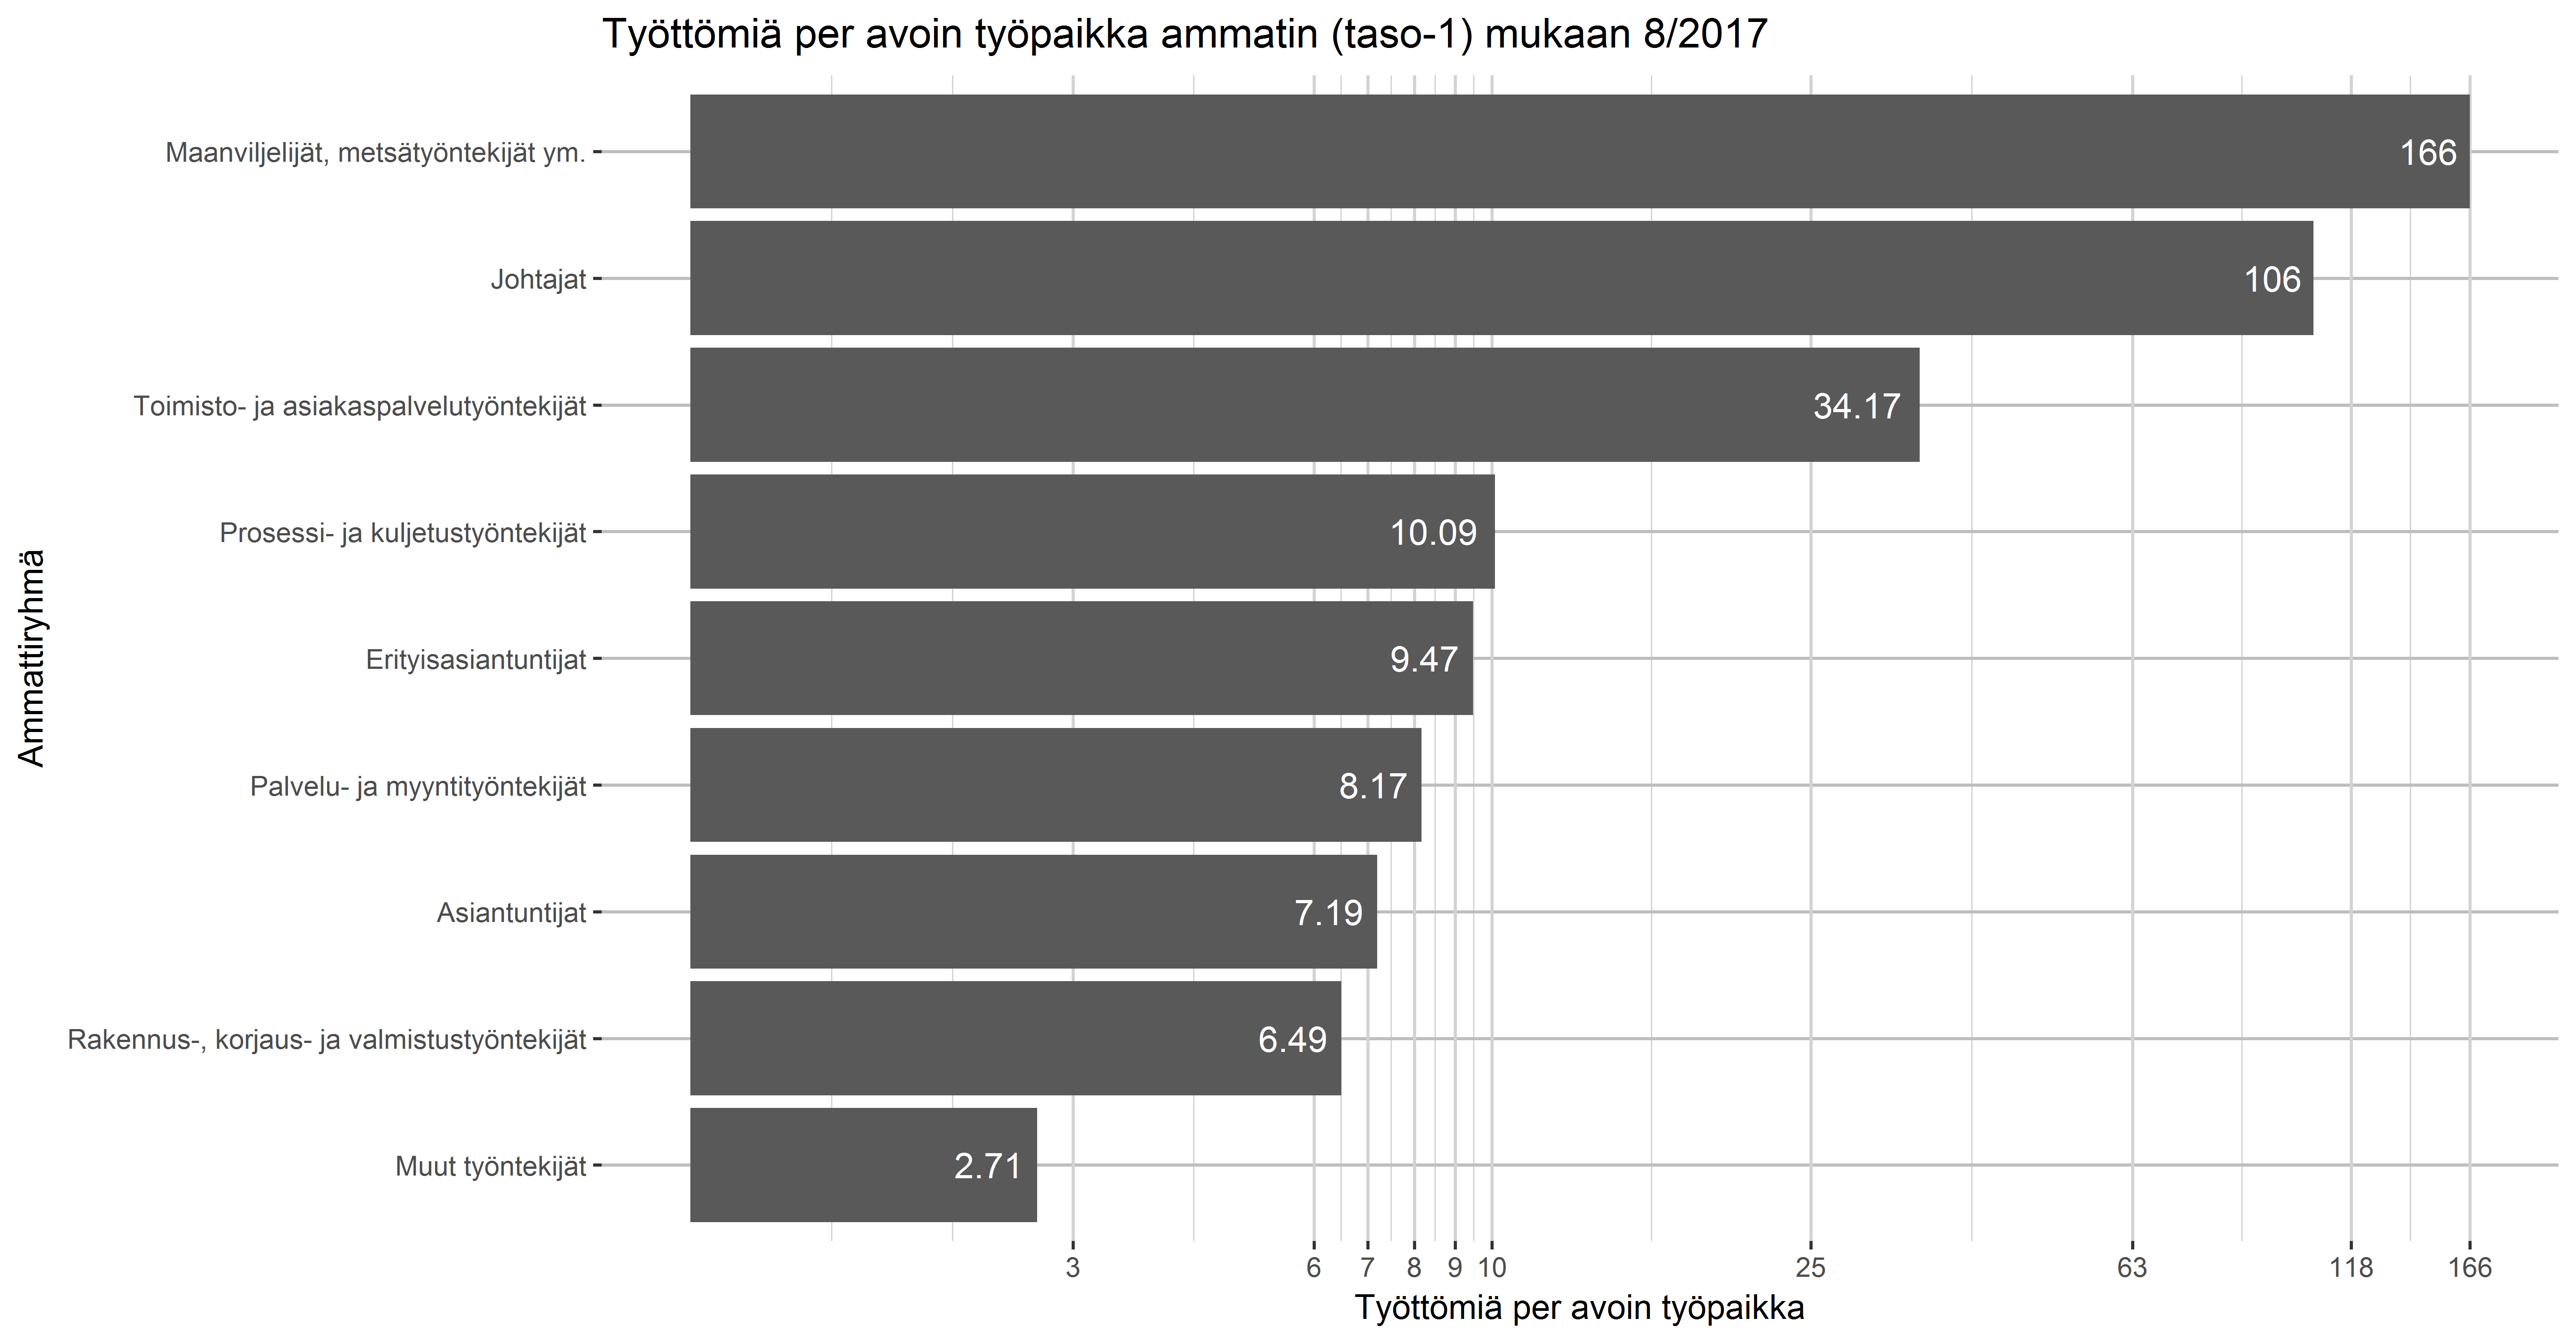 Työttömiä per avoin työpaikka ammatin (taso-1) mukaan 8/2017
Ammattiryhmä
Maanviljelijät, metsätyöntekijät ym.
166
Johtajat
106
Toimisto- ja asiakaspalvelutyöntekijät
34.17
Prosessi- ja kuljetustyöntekijät
10.09
Erityisasiantuntijat
9.47
Palvelu- ja myyntityöntekijät
8.17
Asiantuntijat
7.19
Rakennus-, korjaus- ja valmistustyöntekijät
6.49
Muut työntekijät
2.71
3 6 7 8 9 10 25 63 118 166
Työttömiä per avoin työpaikka